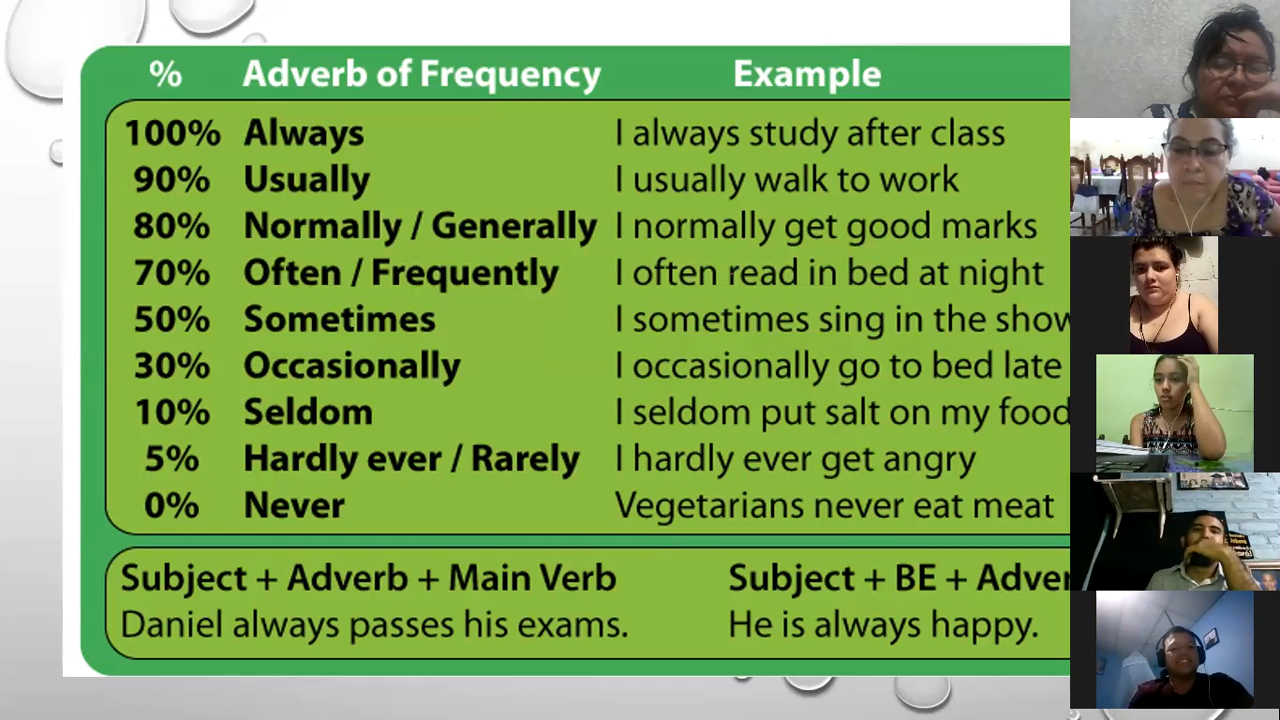 % Adverb of Frequency Example
100% Always I always study after class
90% Usually I usually walk to work
80% Normally / Generally I normally get good marks
70% Often / Frequently I often read in bed at night
50% Sometimes I sometimes sing in the show
30% Occasionally I occasionally go to bed late
10% Seldom I seldom put salt on my food
5% Hardly ever / Rarely I hardly ever get angry
0% Never Vegetarians never eat meat
Subject + Adverb + Main Verb Subject + BE + Adver
Daniel always passes his exams. He is always happy.